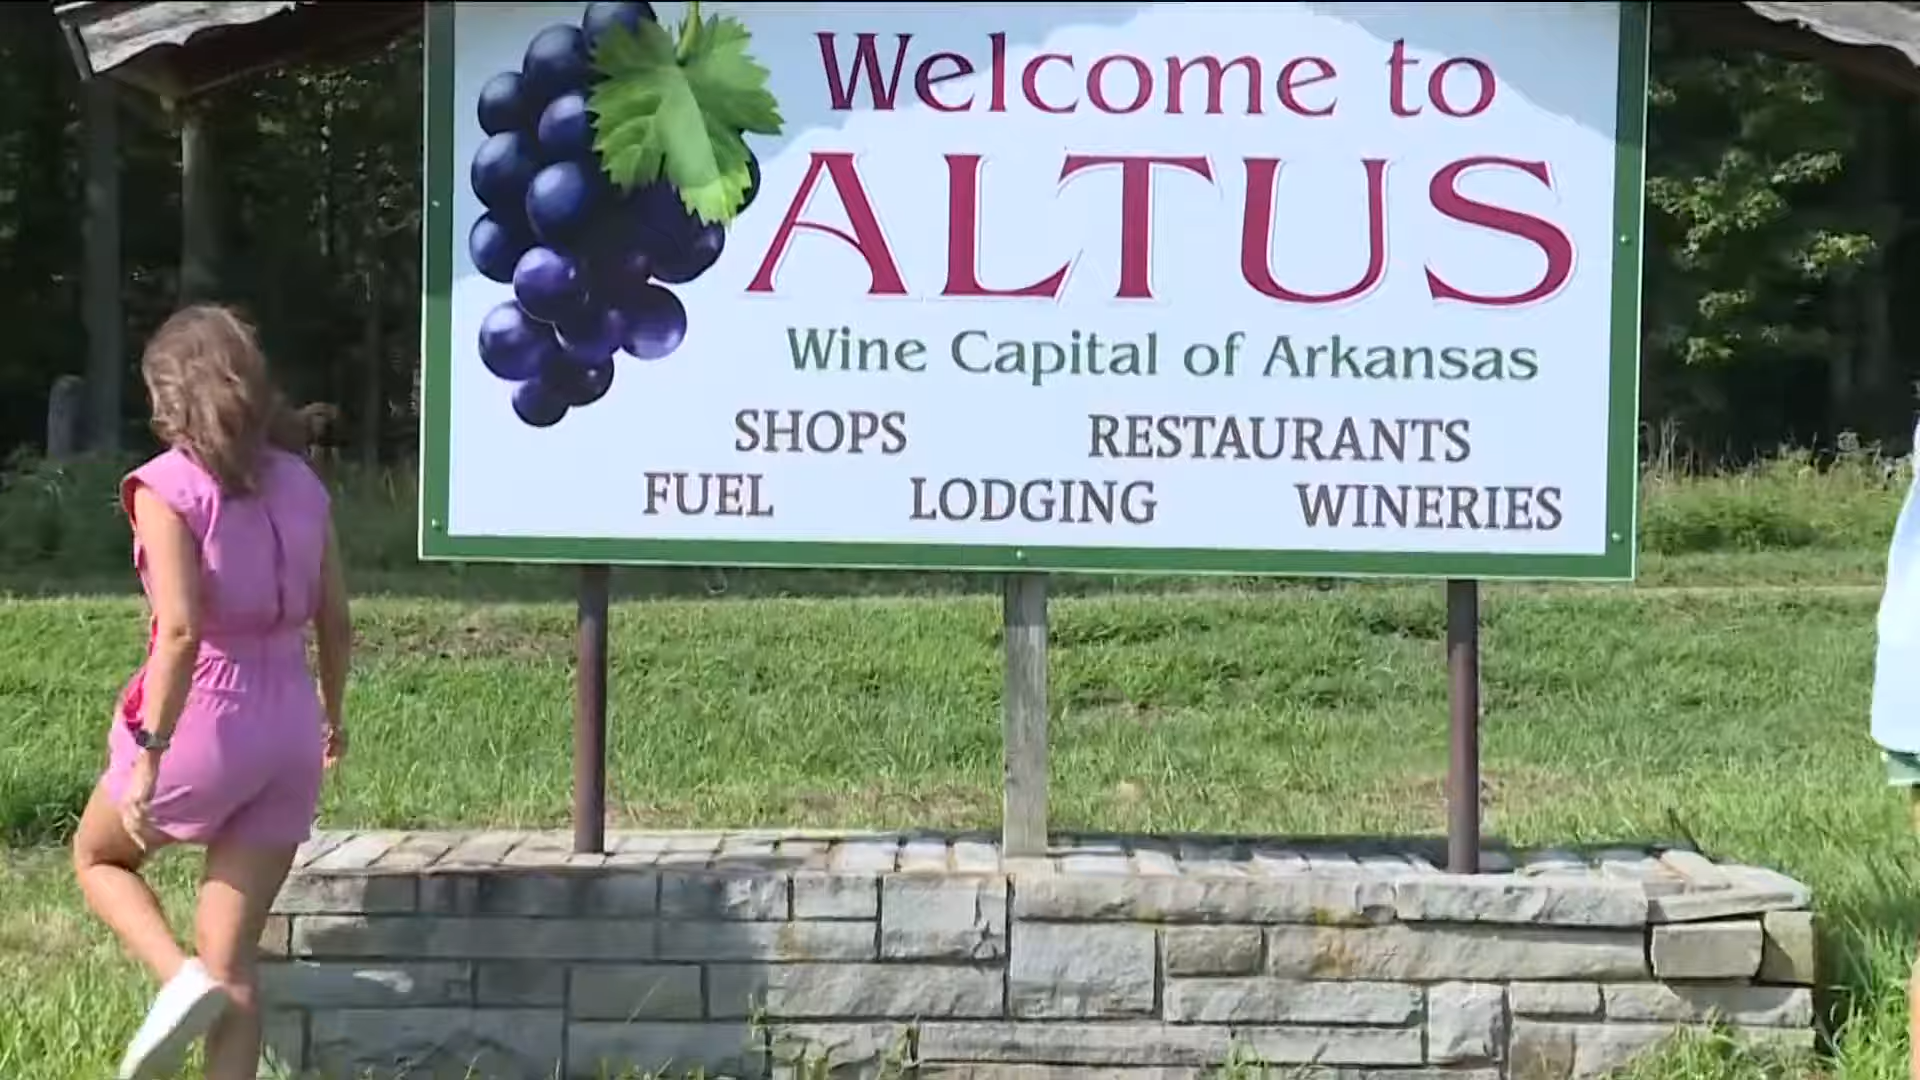 Welcome to
ALTUS
Wine Capital of Arkansas
SHOPS RESTAURANTS
FUEL LODGING WINERIES